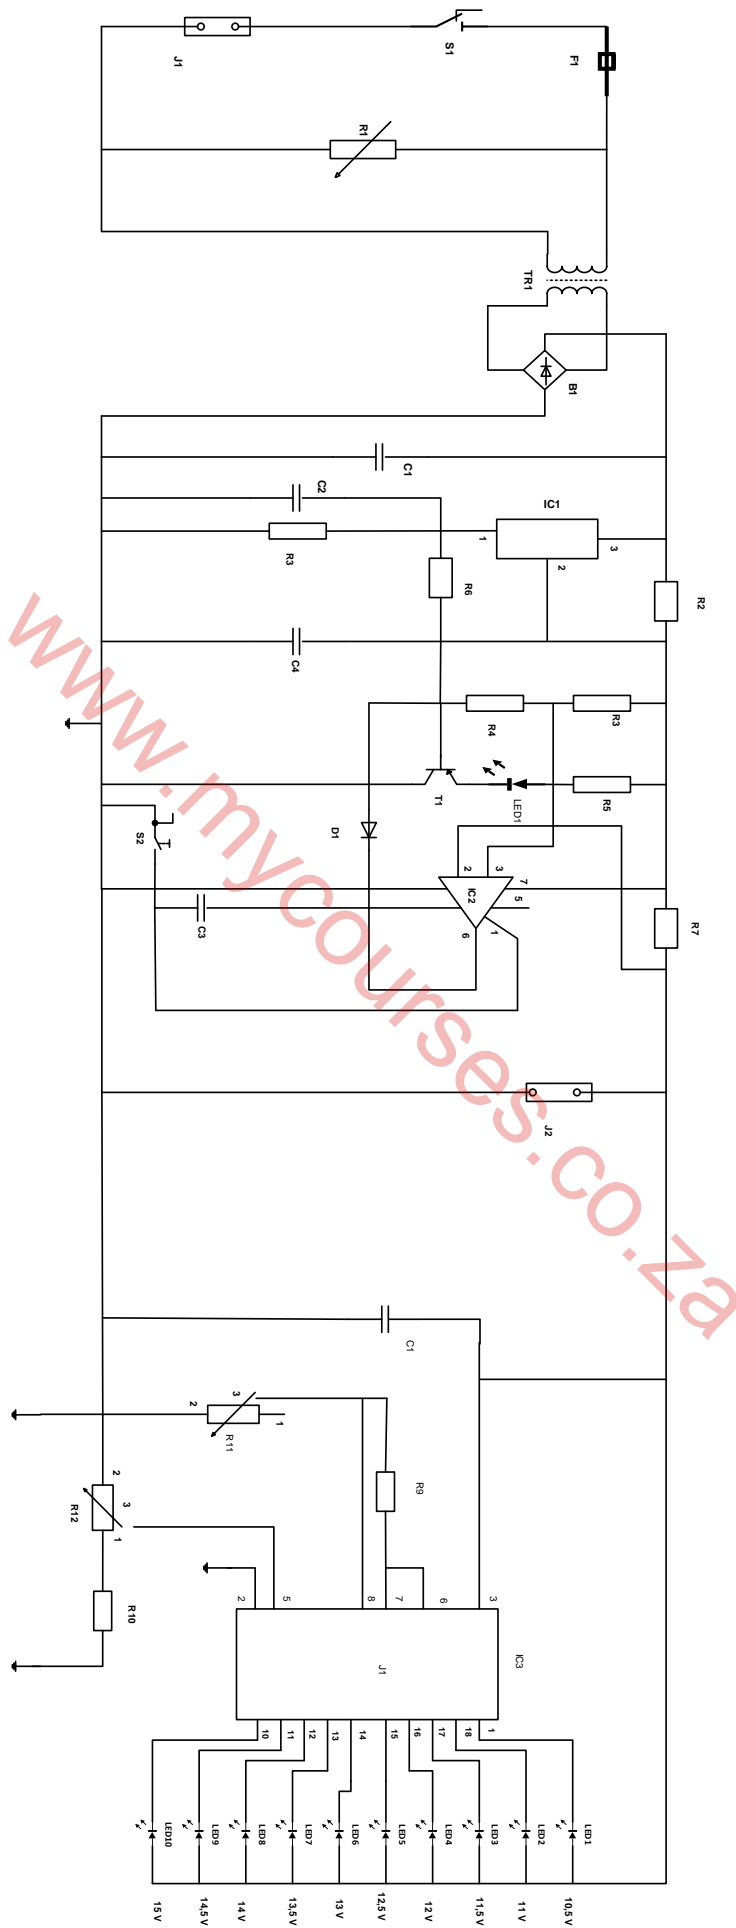 J1
S1
F1
R1
TR1
B1
C1
C2
R3
IC1
1
2
3
R6
R2
C4
R3
R4
R5
LED1
T1
D1
S2
IC2
2
3
7
5
1
6
C3
R7
J2
C1
R11
3
2
1
R9
R12
2
3
1
R10
2
5
8
7
6
3
J1
IC3
10
11
12
13
14
15
16
17
18
1
LED10
LED9
LED8
LED7
LED6
LED5
LED4
LED3
LED2
LED1
15 V
14,5 V
14 V
13,5 V
13 V
12,5 V
12 V
11,5 V
11 V
10,5 V
www.mycourses.co.za